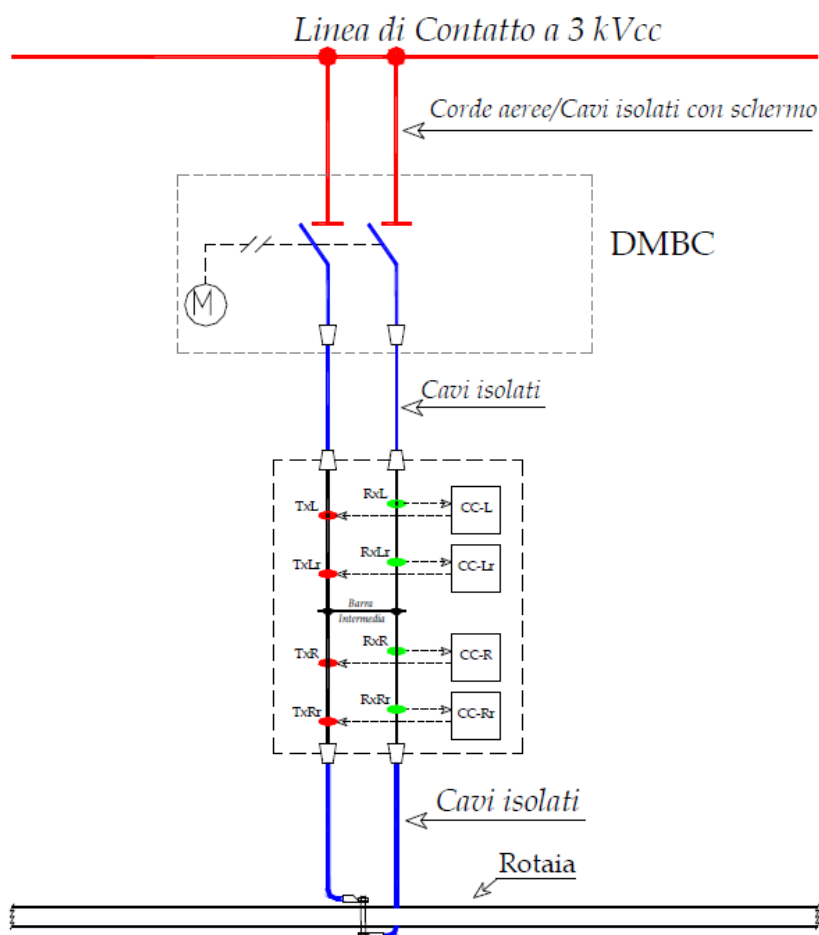 Linea di Contatto a 3 kVcc
Corde aeree/Cavi isolati con schermo
DMBC
M
Cavi isolati
TxL
RxL
CC-L
TxLr
RxLr
CC-Lr
Barra
Intermedia
TxR
RxR
CC-R
TxRr
RxRr
CC-Rr
Cavi isolati
Rotaia